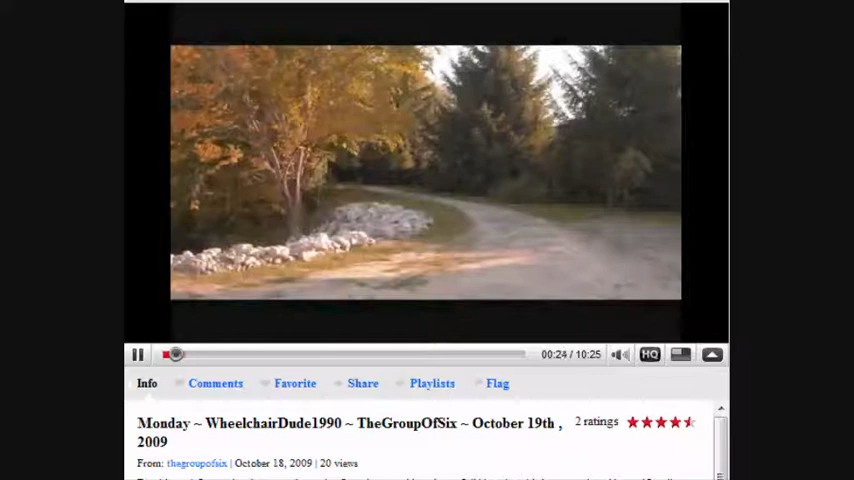 00:24 / 10:25
HQ
Info Comments Favorite Share Playlists Flag
Monday ~ WheelchairDude1990 ~ TheGroupOfSix ~ October 19th , 2 ratings
2009
From: thegroupofsix | October 18, 2009 | 20 views